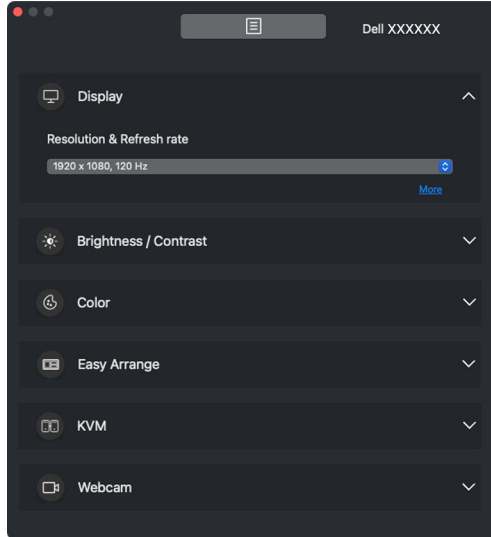 Dell XXXXXX
Display
Resolution & Refresh rate
1920 x 1080, 120 Hz
More
Brightness / Contrast
Color
Easy Arrange
KVM
Webcam